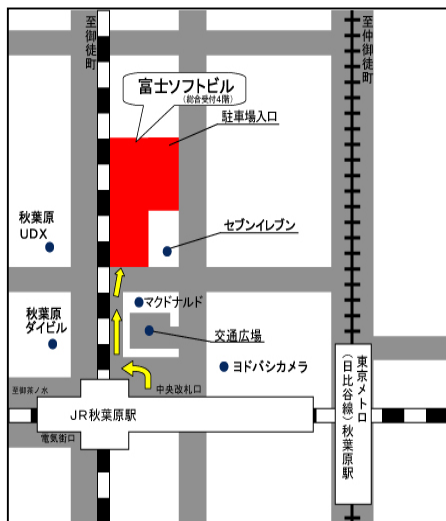 至御徒町
至仲御徒町
富士ソフトビル
(総合受付4階)
駐車場入口
秋葉原
UDX
セブンイレブン
マクドナルド
秋葉原
ダイビル
交通広場
ヨドバシカメラ
至御茶ノ水
中央改札口
JR秋葉原駅
電気街口
東京メトロ
(日比谷線)秋葉原駅